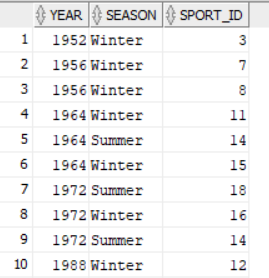 YEAR SEASON SPORT_ID
1 1952 Winter 3
2 1956 Winter 7
3 1956 Winter 8
4 1964 Winter 11
5 1964 Summer 14
6 1964 Winter 15
7 1972 Summer 18
8 1972 Winter 16
9 1972 Summer 14
10 1988 Winter 12